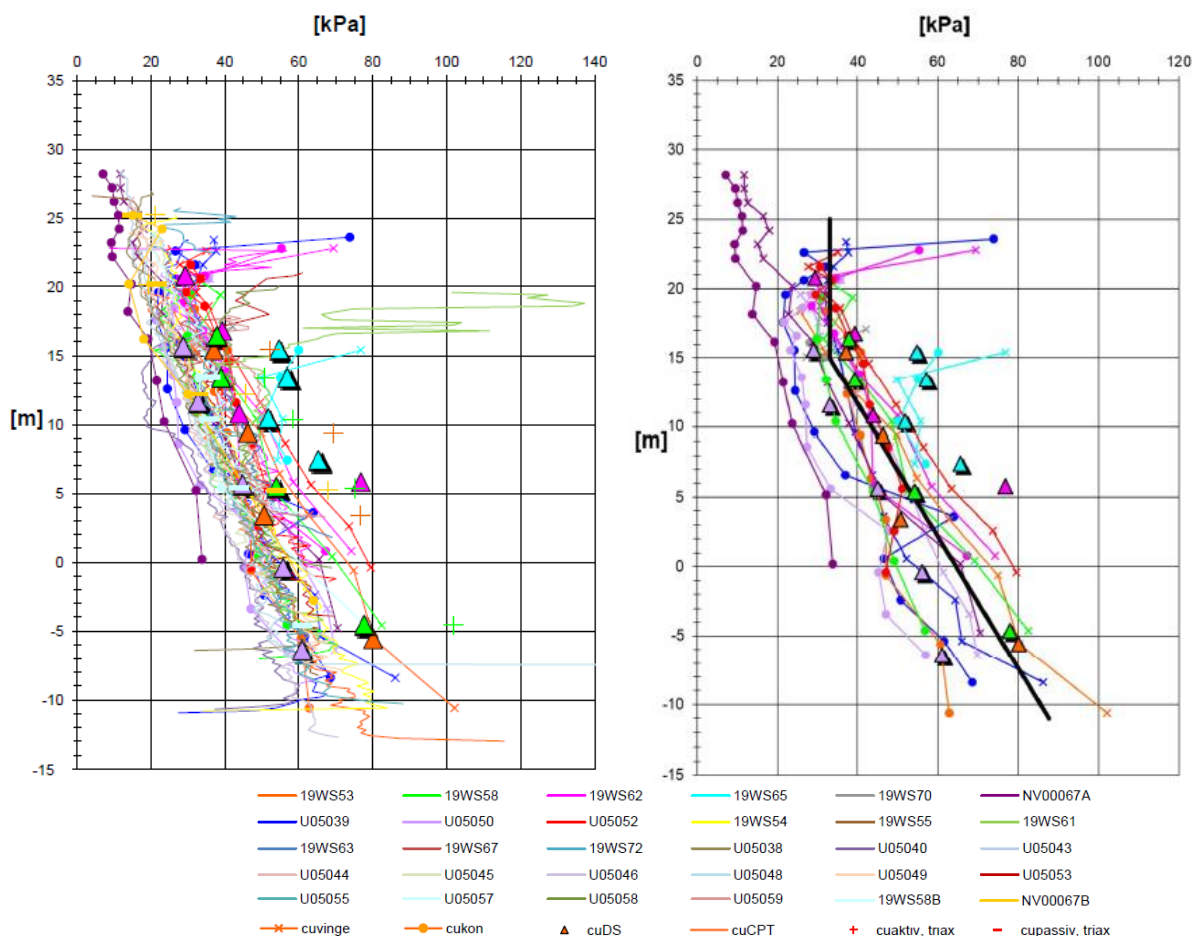 [kPa] [kPa]
0 20 40 60 80 100 120 140 0 20 40 60 80 100 120
35 35
30 30
25 25
20 20
15 15
[m] 10 [m] 10
5 5
0 0
-5 -5
-10 -10
-15 -15
19WS53 19WS58 19WS62 19WS65 19WS70 NV00067A
U05039 U05050 U05052 19WS54 19WS55 19WS61
19WS63 19WS67 19WS72 U05038 U05040 U05043
U05044 U05045 U05046 U05048 U05049 U05053
U05055 U05057 U05058 U05059 19WS58B NV00067B
cuvinge cukon cuDS cuCPT cuaktiv, triax cupassiv, triax